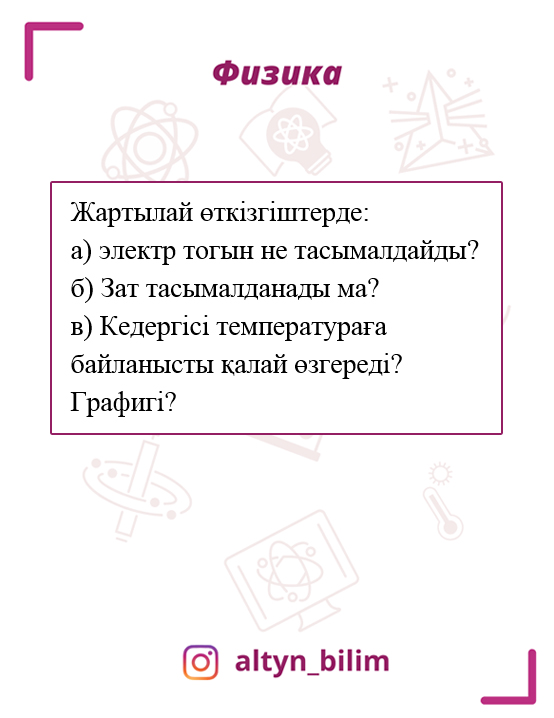 Физика
Жартылай өткізгіштерде:
а) электр тогын не тасымалдайды?
б) Зат тасымалданады ма?
в) Кедергісі температураға
байланысты қалай өзгереді?
Графигі?
altyn_bilim